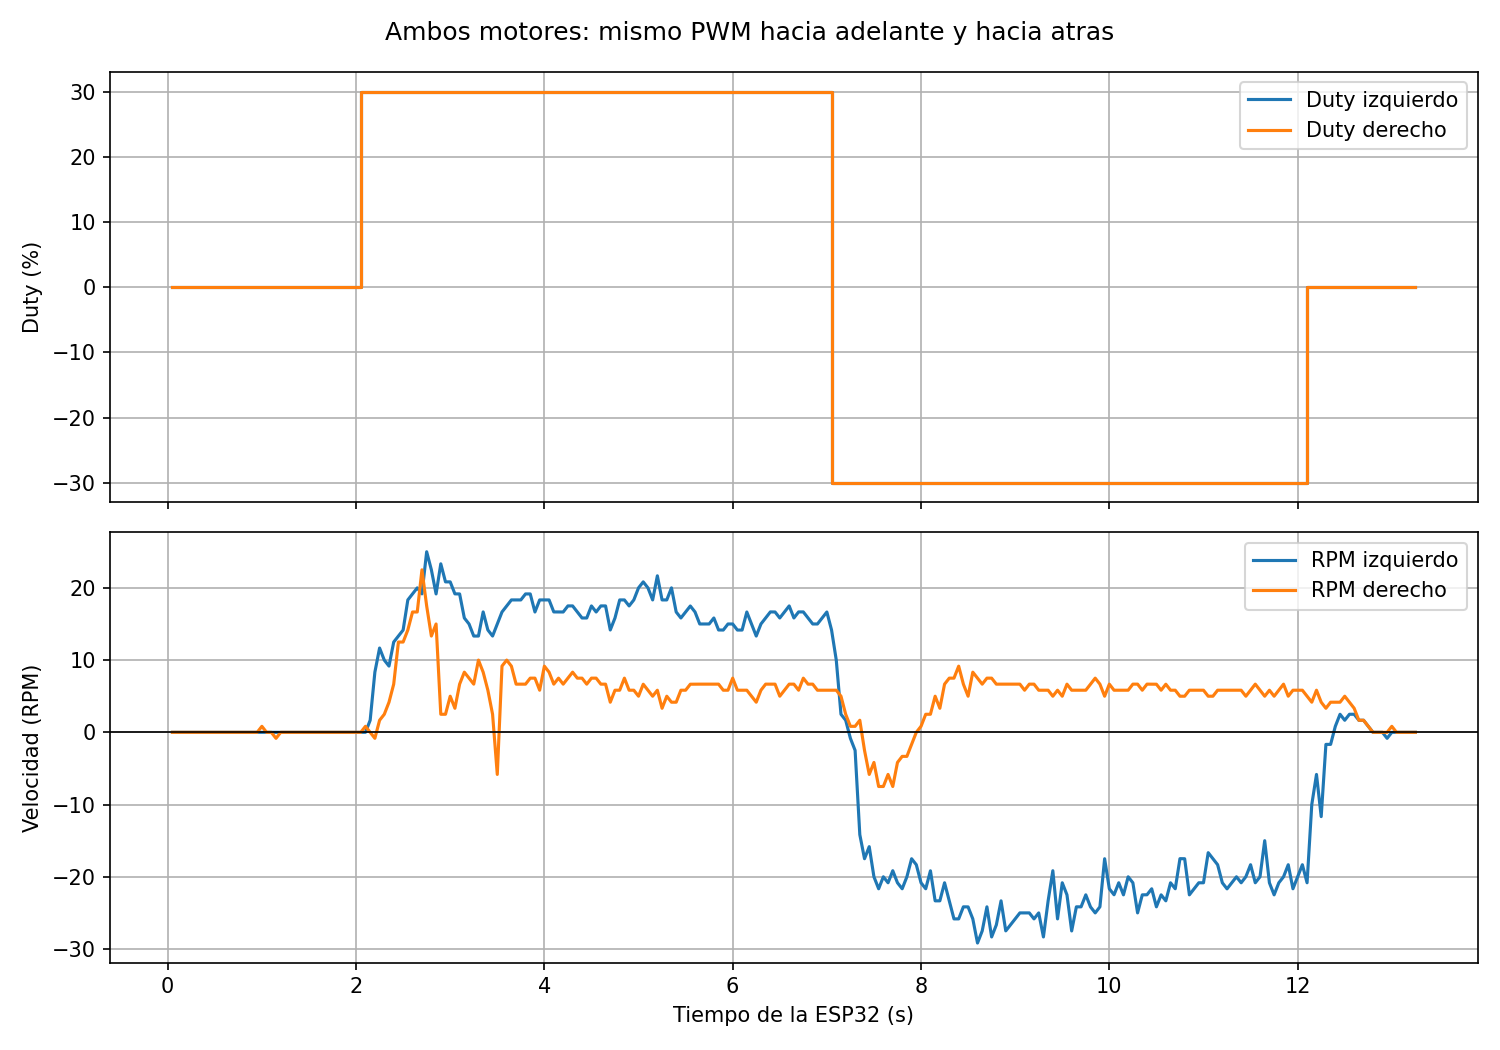 Ambos motores: mismo PWM hacia adelante y hacia atras
Duty izquierdo
Duty derecho
30
20
10
0
−10
−20
−30
Duty (%)
RPM izquierdo
RPM derecho
20
10
0
−10
−20
−30
Velocidad (RPM)
0 2 4 6 8 10 12
Tiempo de la ESP32 (s)